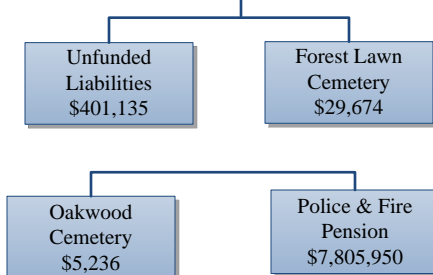 Unfunded
Liabilities
$401,135
Forest Lawn
Cemetery
$29,674
Oakwood
Cemetery
$5,236
Police & Fire
Pension
$7,805,950